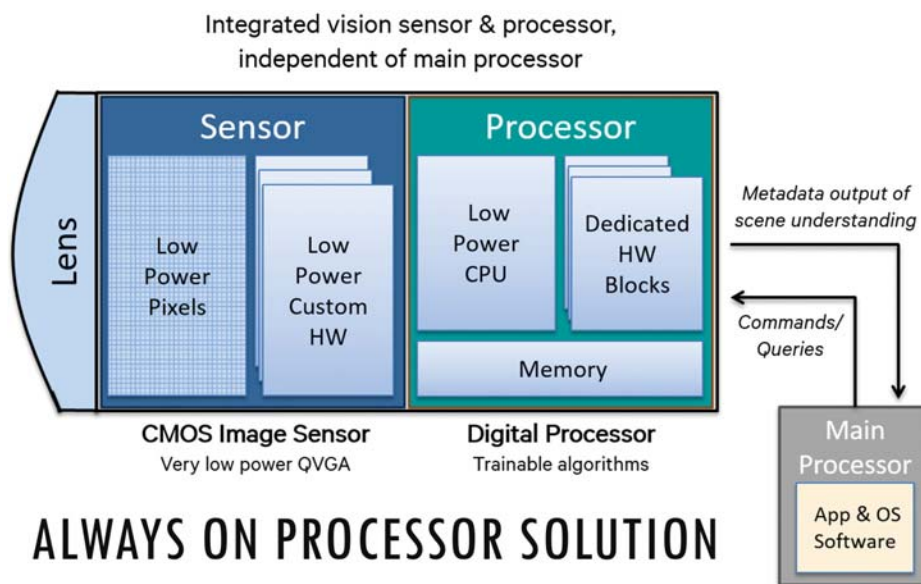 Integrated vision sensor & processor,
independent of main processor
Lens
Sensor
Low
Power
Pixels
Low
Power
Custom
HW
Processor
Low
Power
CPU
Dedicated
HW
Blocks
Memory
Metadata output of
scene understanding
Commands/
Queries
CMOS Image Sensor
Very low power QVGA
Digital Processor
Trainable algorithms
Main
Processor
App & OS
Software
ALWAYS ON PROCESSOR SOLUTION